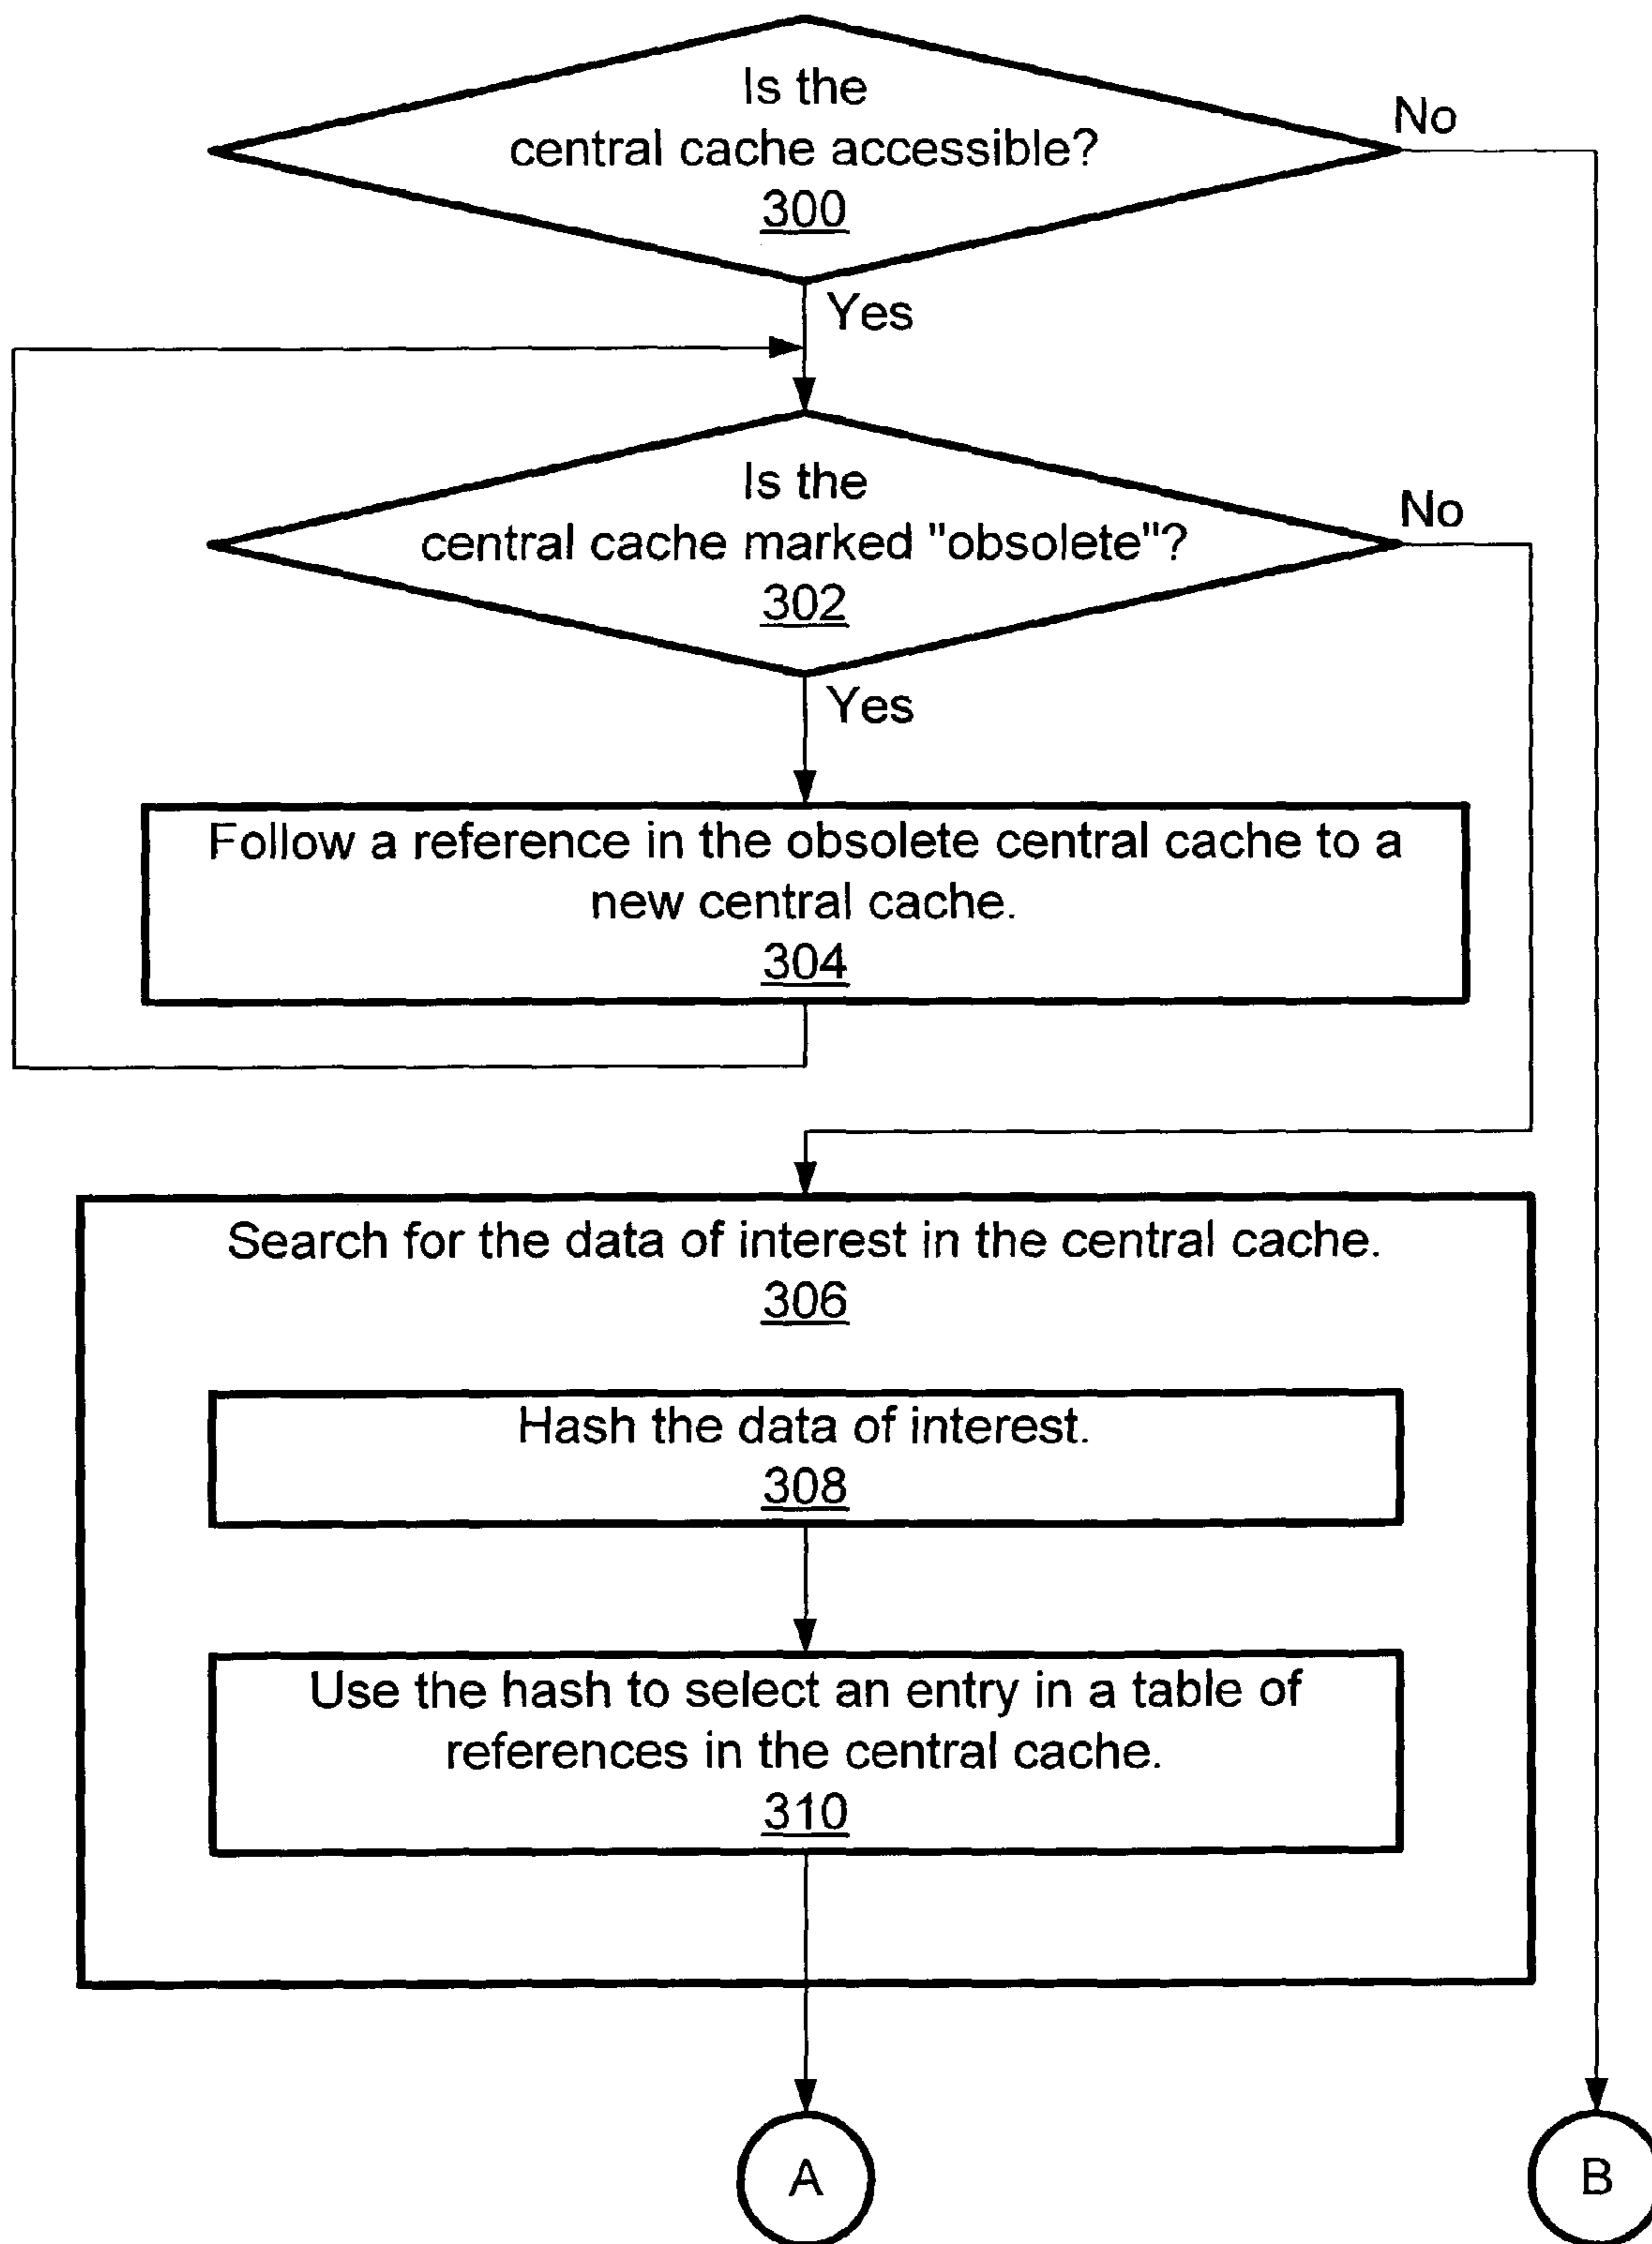 Is the
central cache accessible?
300
No
Yes
Is the
central cache marked "obsolete"?
302
No
Yes
Follow a reference in the obsolete central cache to a
new central cache.
304
Search for the data of interest in the central cache.
306
Hash the data of interest.
308
Use the hash to select an entry in a table of
references in the central cache.
310
A
B